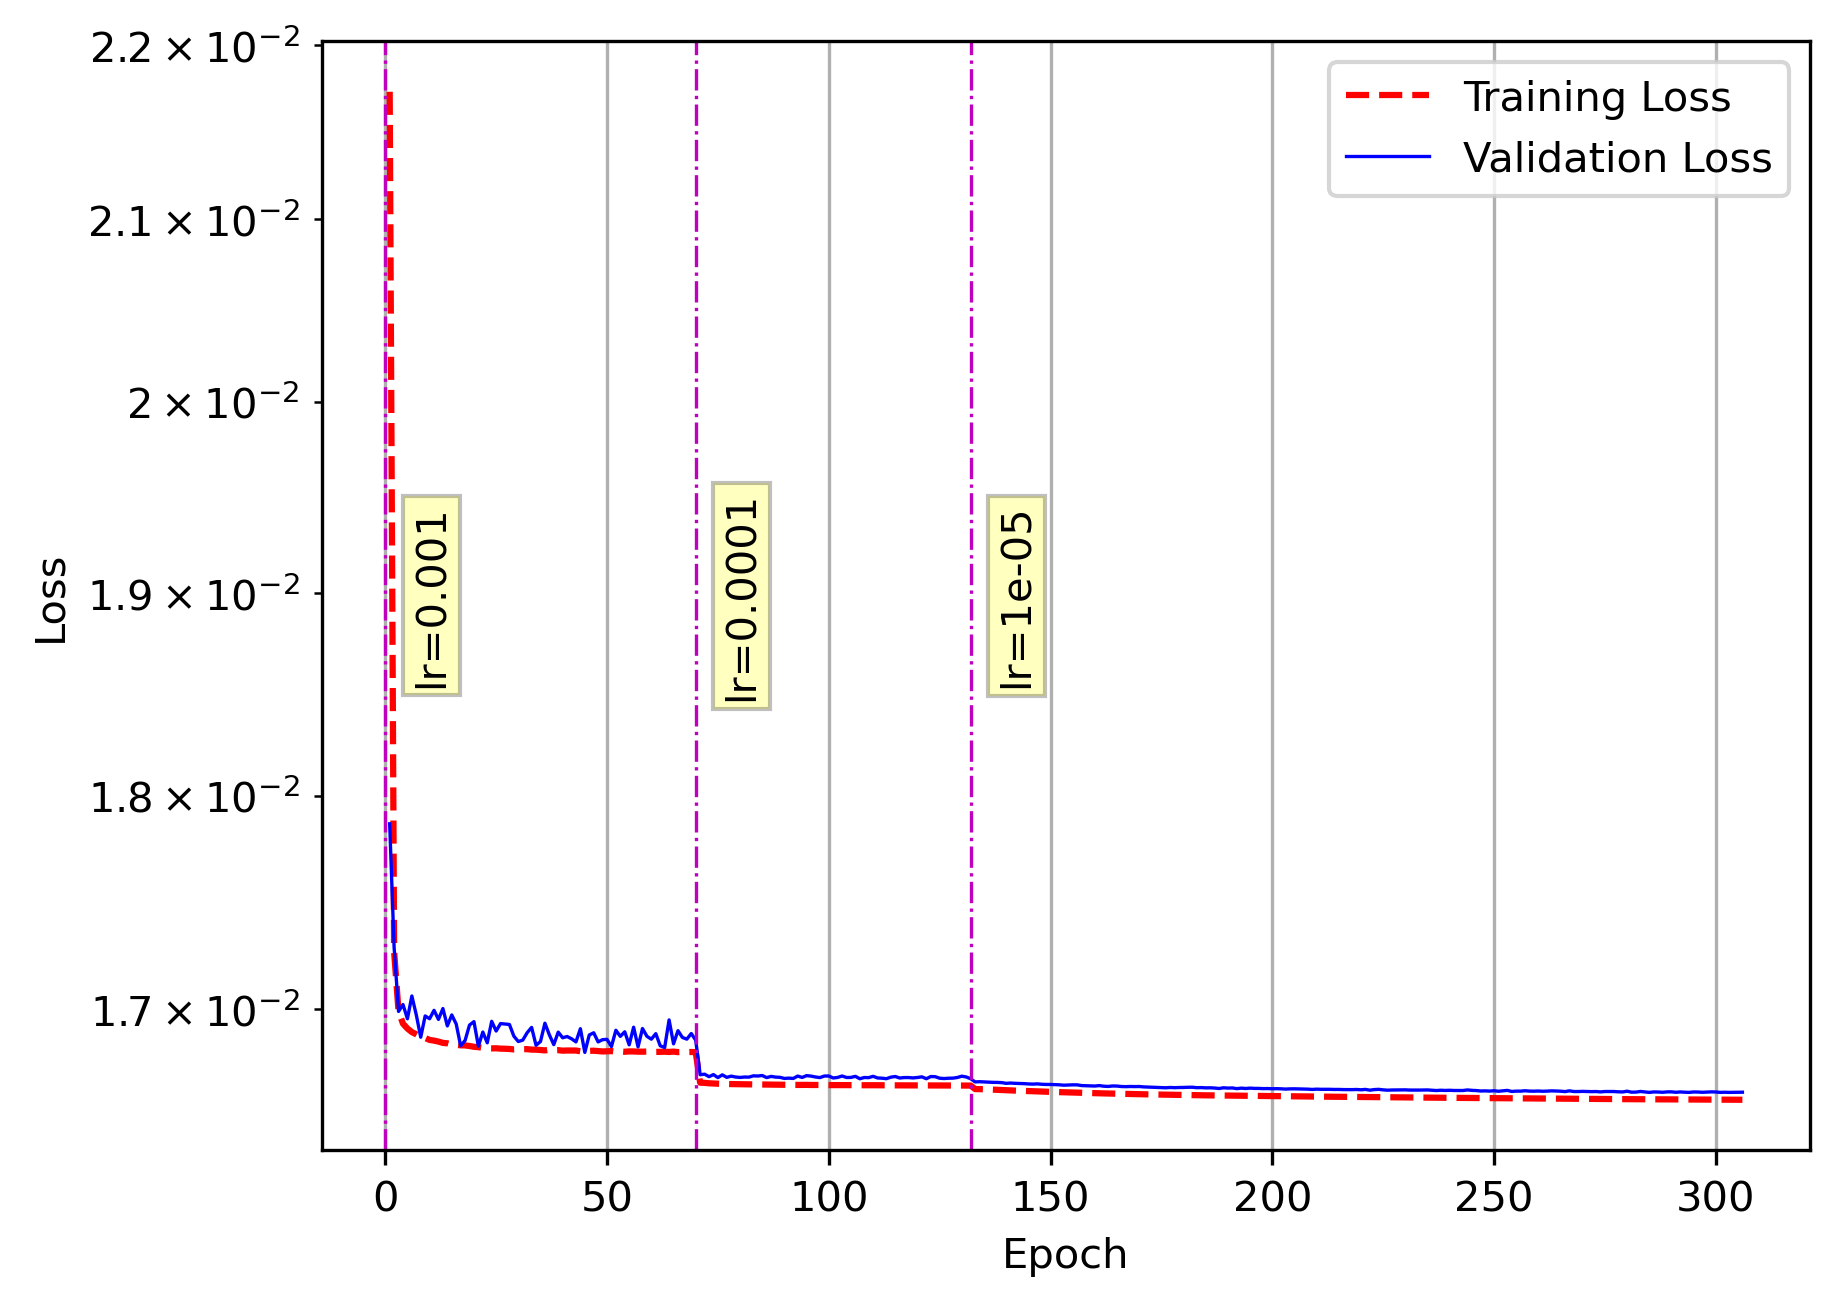 2.2 × 10⁻²
2.1 × 10⁻²
2 × 10⁻²
1.9 × 10⁻²
1.8 × 10⁻²
1.7 × 10⁻²
Loss
Training Loss
Validation Loss
lr=0.001
lr=0.0001
lr=1e-05
0 50 100 150 200 250 300
Epoch